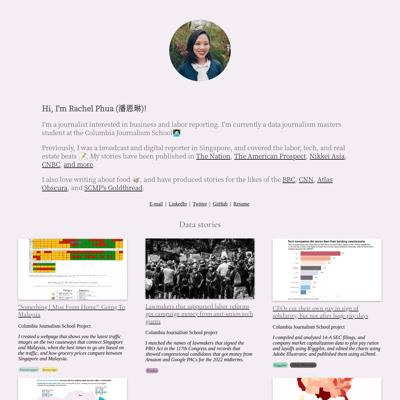 Hi, I'm Rachel Phua (潘恩琳)!
I'm a journalist interested in business and labor reporting. I'm currently a data journalism masters
student at the Columbia Journalism School
Previously, I was a broadcast and digital reporter in Singapore, and covered the labor, tech, and real
estate beats. My stories have been published in The Nation, The American Prospect, Nikkei Asia,
CNBC, and more.
I also love writing about food, and have produced stories for the likes of the BBC, CNN, Atlas
Obscura, and SCMP's Goldthread.
E-mail | LinkedIn | Twitter | GitHub | Resume
Data stories
"Something I Miss From Home": Going To
Malaysia
Columbia Journalism School Project
I created a webpage that shows you the latest traffic
images on the two causeways that connect Singapore
and Malaysia, when the best times to go are based on
the traffic, and how grocery prices compare between
Singapore and Malaysia.
Lawmakers that supported labor reforms
got campaign money from anti-union tech
giants
Columbia Journalism School project
I matched the names of lawmakers that signed the
PRO Act in the 117th Congress and records that
showed congressional candidates that got money from
Amazon and Google PACs for the 2022 midterms.
Tech companies did worse than their lending counterparts
CEOs cut their own pay in sign of
solidarity, but not after huge pay days
Columbia Journalism School project
I compiled and analyzed 14-A SEC filings, and
company market capitalization data to plot pay ratios
and layoffs using R/ggplot, and edited the charts using
Adobe Illustrator, and published them using ai2html.